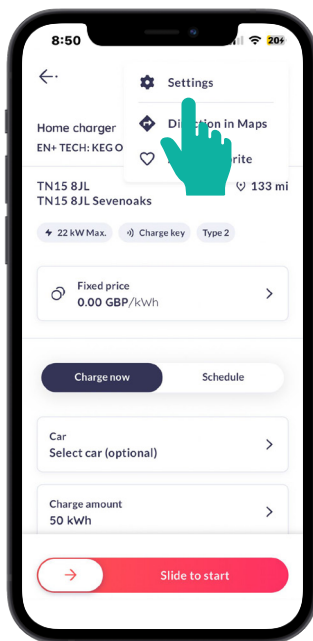 8:50
20
Settings
Home charger
Direction in Maps
EN+ TECH: KEG O
TN15 8JL
133 mi
TN15 8JL Sevenoaks
22 kW Max.
Charge key
Type 2
Fixed price
0.00 GBP/kWh
Charge now
Schedule
Car
Select car (optional)
Charge amount
50 kWh
Slide to start